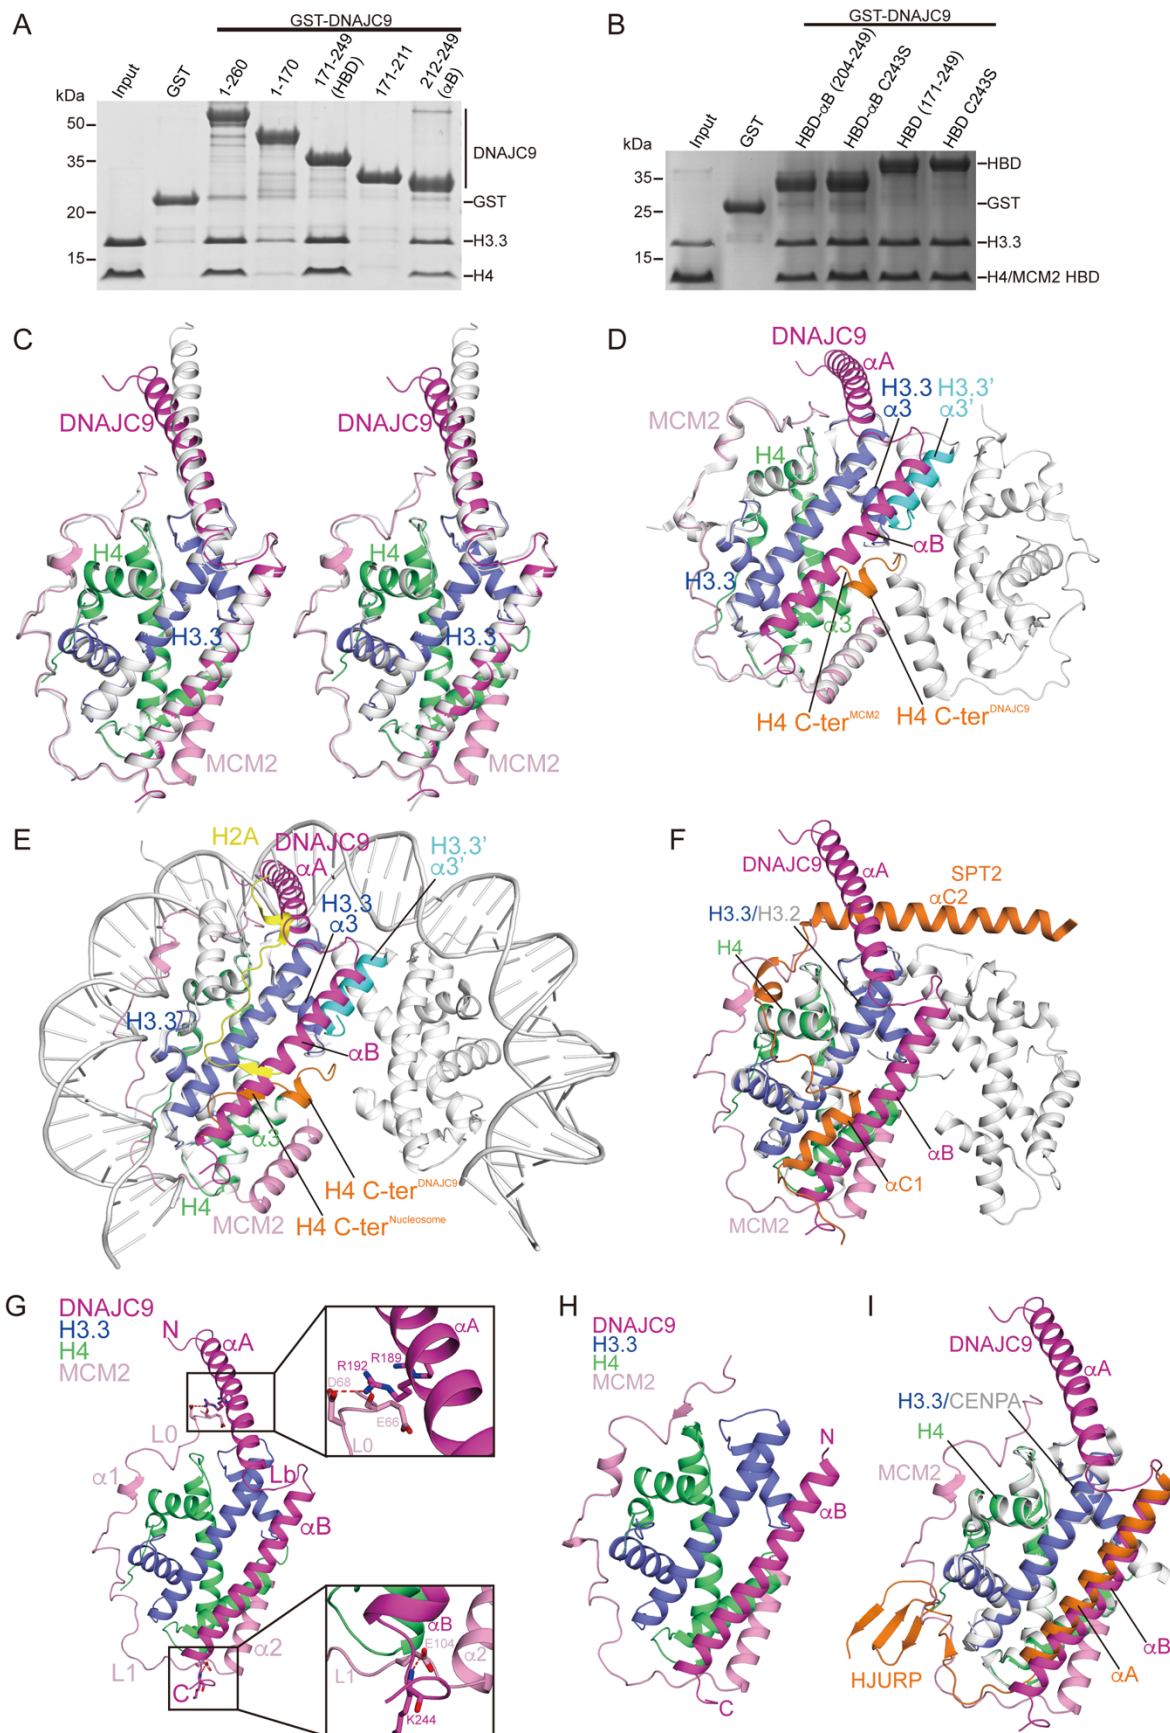 A
GST-DNAJC9
Input
GST
1-260
1-170
171-249
(HBD)
171-211
212-249
(αB)
kDa
50
35
20
15
DNAJC9
GST
H3.3
H4
B
GST-DNAJC9
Input
GST
HBD-αB (204-249)
HBD-αB C243S
HBD (171-249)
HBD C243S
kDa
35
25
15
HBD
GST
H3.3
H4/MCM2 HBD
C
DNAJC9
H4
H3.3
MCM2
DNAJC9
H4
H3.3
MCM2
D
DNAJC9
αA
H3.3
α3
H3.3'
α3'
MCM2
H4
H3.3
αB
α3
H4 C-ter MCM2
H4 C-ter DNAJC9
E
H2A
DNAJC9
αA
H3.3'
α3'
H3.3
α3
H3.3
αB
α3
H4
MCM2
H4 C-ter DNAJC9
H4 C-ter Nucleosome
F
DNAJC9
αA
SPT2
αC2
H3.3/H3.2
H4
αB
αC1
MCM2
G
DNAJC9
H3.3
H4
MCM2
N
αA
L0
α1
Lb
αB
α2
L1
C
αA
R189
R192
D68
E66
L0
αB
E104
L1
α2
K244
H
DNAJC9
H3.3
H4
MCM2
N
αB
C
I
DNAJC9
αA
H3.3/CENPA
H4
MCM2
HJURP
αB
αA